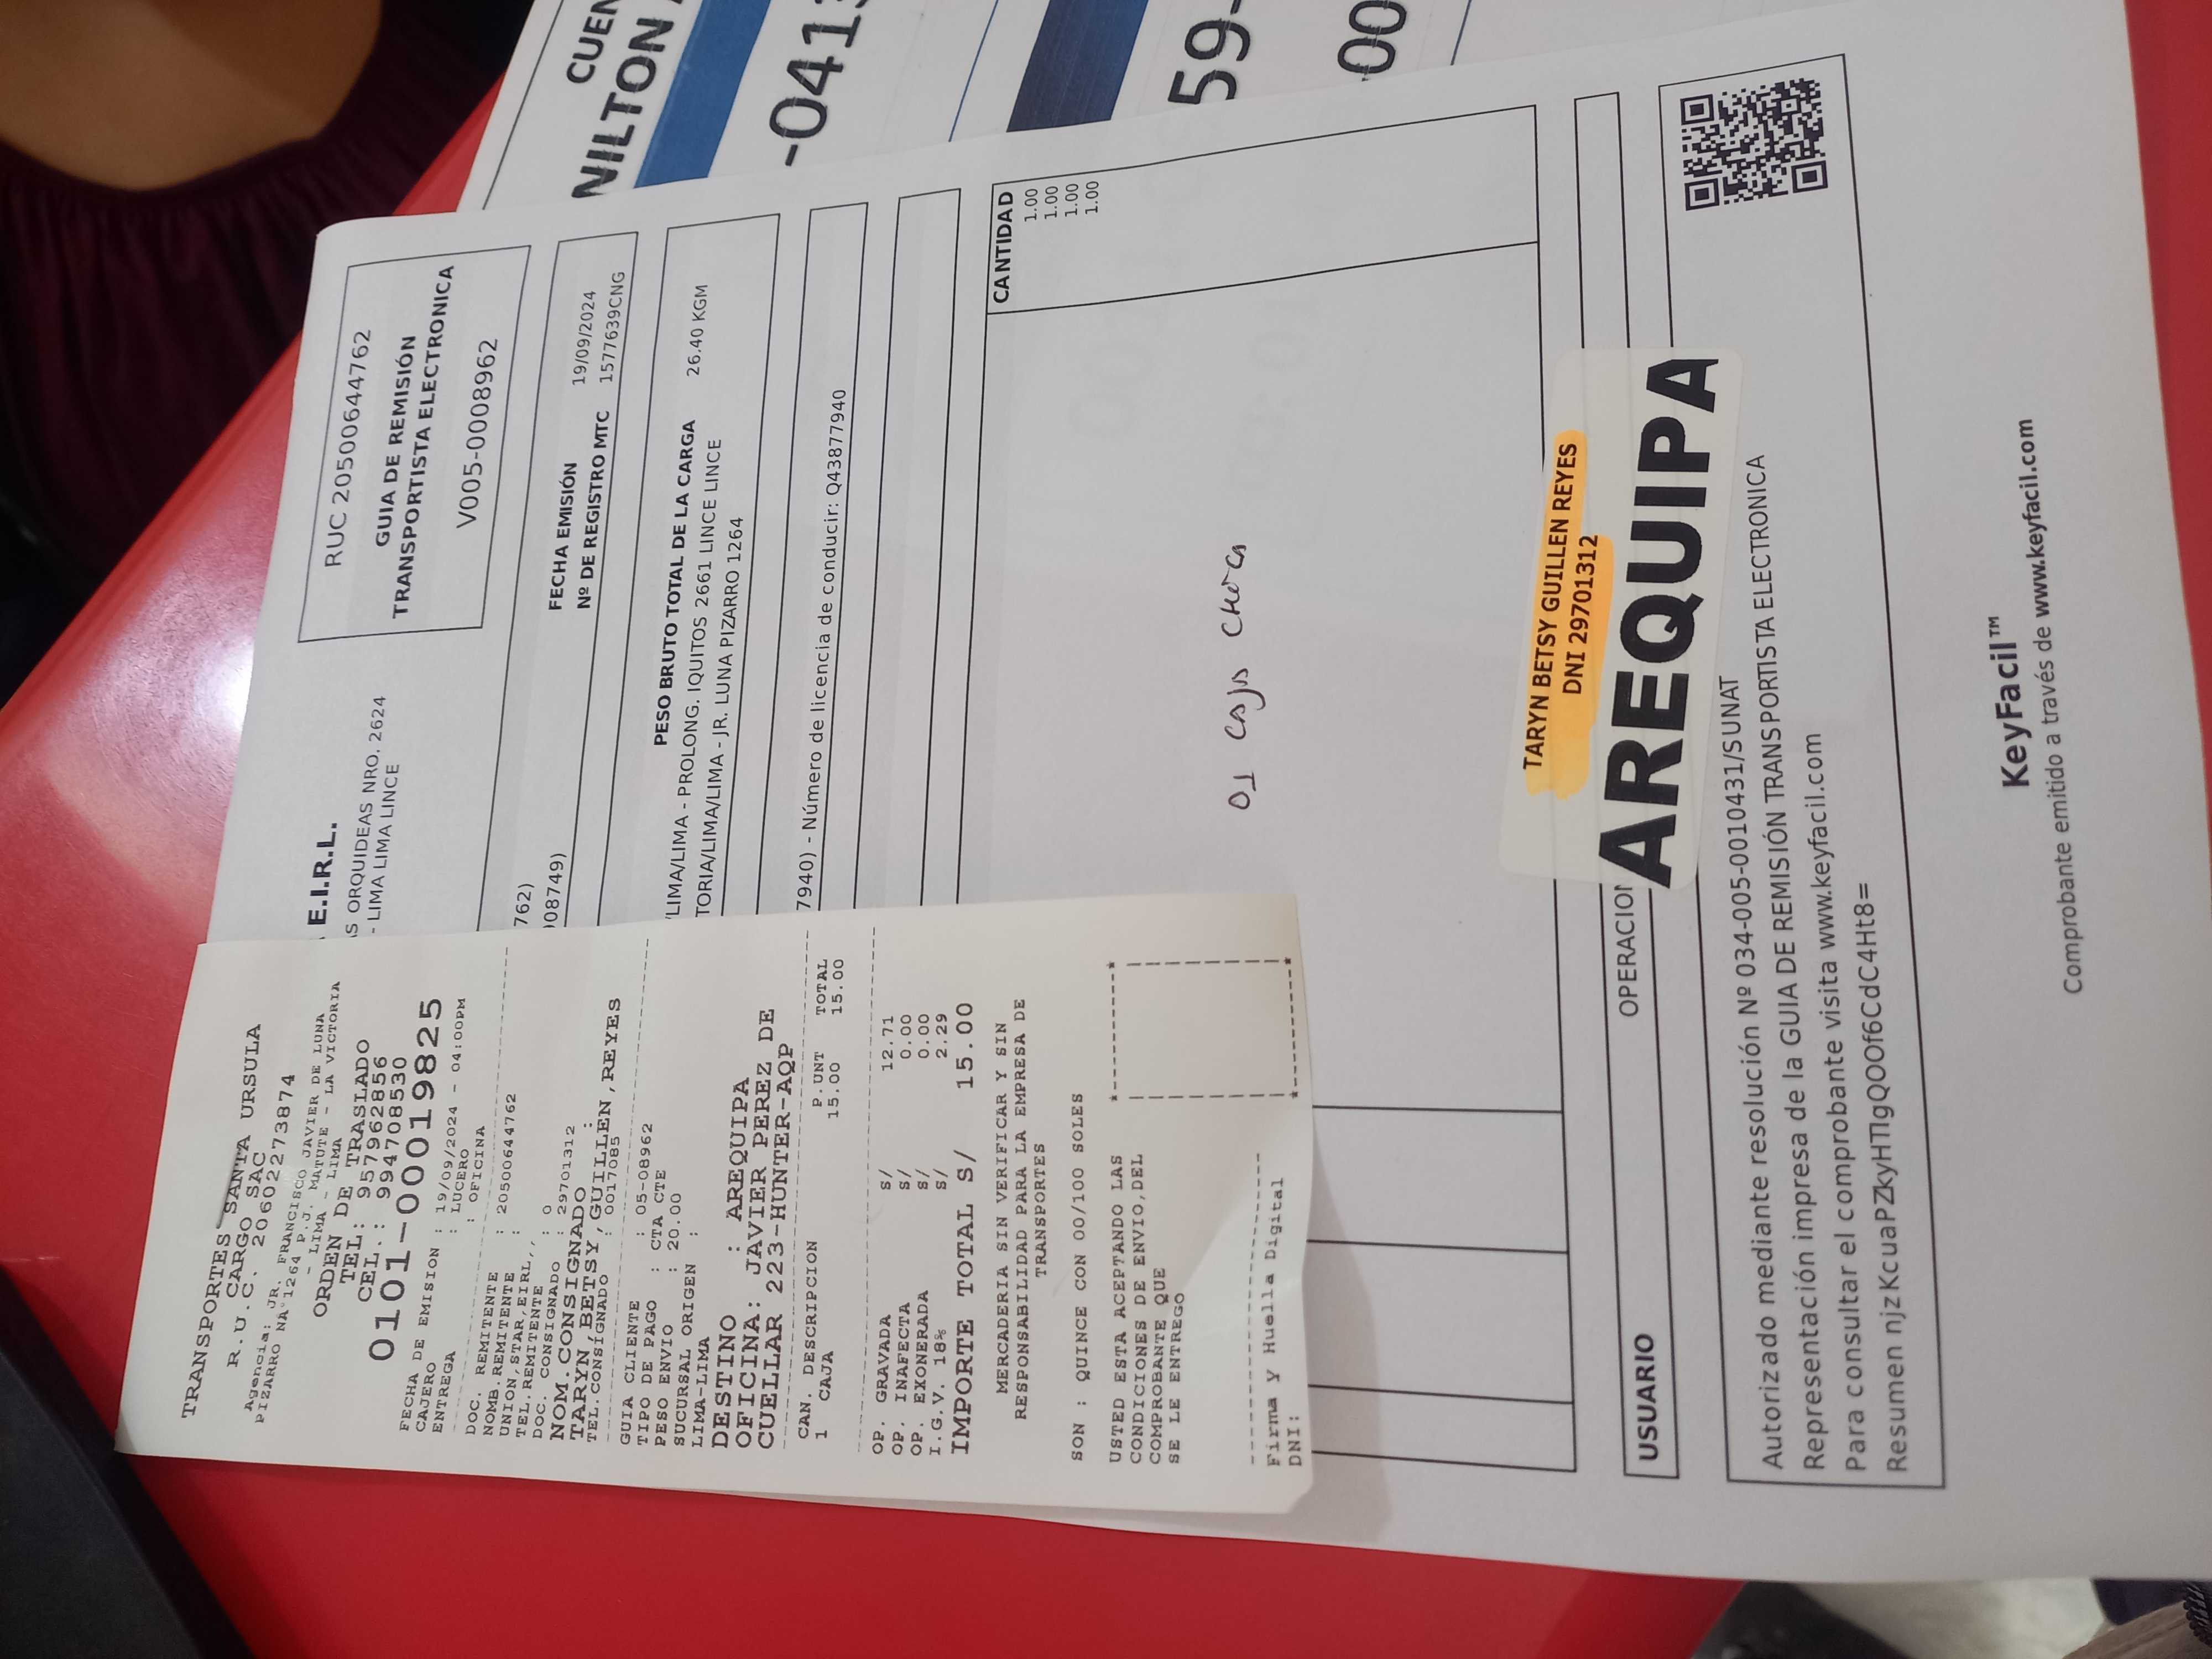 CUEN
NILTON
-041
59-
00
TRANSPORTES SANTA URSULA
CARGO SAC
R.U.C. 20602273874
Agencia: JR. FRANCISCO JAVIER DE LUNA
PIZARRO NA°1264 P.J. MATUTE - LA VICTORIA
- LIMA - LIMA
ORDEN DE TRASLADO
TEL: 957962856
CEL.: 994708530
0101-00019825
FECHA DE EMISION : 19/09/2024 - 04:00PM
CAJERO : LUCERO
ENTREGA : OFICINA
DOC. REMITENTE : 20500644762
NOMB.REMITENTE :
UNION,STAR,EIRL,,
TEL.REMITENTE : 0
DOC. CONSIGNADO : 29701312
NOM.CONSIGNADO :
TARYN,BETSY,GUILLEN,REYES
TEL.CONSIGNADO : 0017085
GUIA CLIENTE : 05-08962
TIPO DE PAGO : CTA CTE
PESO ENVIO : 20.00
SUCURSAL ORIGEN :
LIMA-LIMA
DESTINO : AREQUIPA
OFICINA: JAVIER PEREZ DE
CUELLAR 223-HUNTER-AQP
CAN. DESCRIPCION P.UNT TOTAL
1 CAJA 15.00 15.00
OP. GRAVADA S/ 12.71
OP. INAFECTA S/ 0.00
OP. EXONERADA S/ 0.00
I.G.V. 18% S/ 2.29
IMPORTE TOTAL S/ 15.00
MERCADERIA SIN VERIFICAR Y SIN
RESPONSABILIDAD PARA LA EMPRESA DE
TRANSPORTES
SON : QUINCE CON 00/100 SOLES
USTED ESTA ACEPTANDO LAS
CONDICIONES DE ENVIO,DEL
COMPROBANTE QUE
SE LE ENTREGO
Firma y Huella Digital
DNI:
E.I.R.L.
AS ORQUIDEAS NRO. 2624
- LIMA LIMA LINCE
RUC 20500644762
GUIA DE REMISIÓN
TRANSPORTISTA ELECTRONICA
V005-0008962
762)
008749)
FECHA EMISIÓN 19/09/2024
Nº DE REGISTRO MTC 1577639CNG
PESO BRUTO TOTAL DE LA CARGA 26.40 KGM
/LIMA/LIMA - PROLONG. IQUITOS 2661 LINCE LINCE
TORIA/LIMA/LIMA - JR. LUNA PIZARRO 1264
7940) - Número de licencia de conducir: Q43877940
CANTIDAD
1.00
1.00
1.00
1.00
01 caja
TARYN BETSY GUILLEN REYES
DNI 29701312
AREQUIPA
USUARIO OPERACION
Autorizado mediante resolución Nº 034-005-0010431/SUNAT
Representación impresa de la GUIA DE REMISIÓN TRANSPORTISTA ELECTRONICA
Para consultar el comprobante visita www.keyfacil.com
Resumen
KeyFacil™
Comprobante emitido a través de www.keyfacil.com